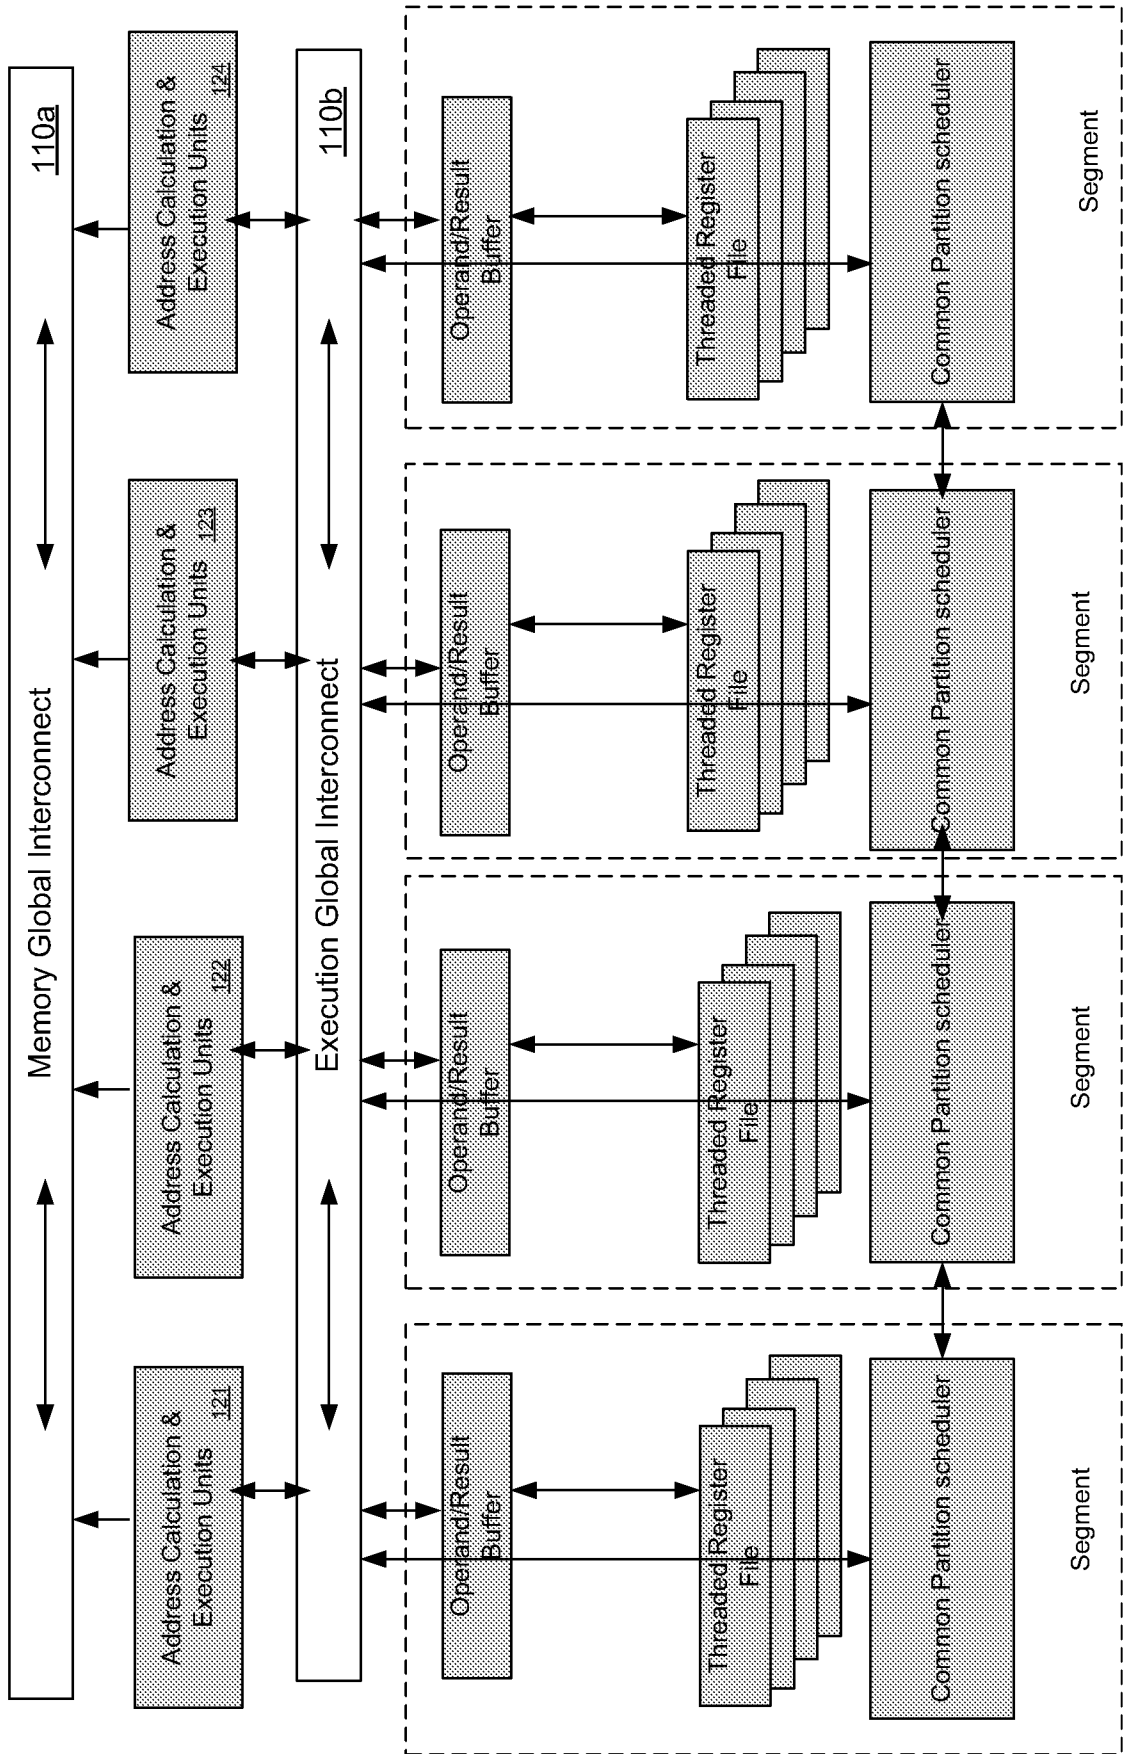 Memory Global Interconnect
110a
Address Calculation &
Execution Units
121
Address Calculation &
Execution Units
122
Address Calculation &
Execution Units
123
Address Calculation &
Execution Units
124
Execution Global Interconnect
110b
Operand/Result
Buffer
Operand/Result
Buffer
Operand/Result
Buffer
Operand/Result
Buffer
Threaded Register
File
Threaded Register
File
Threaded Register
File
Threaded Register
File
Common Partition scheduler
Common Partition scheduler
Common Partition scheduler
Common Partition scheduler
Segment
Segment
Segment
Segment